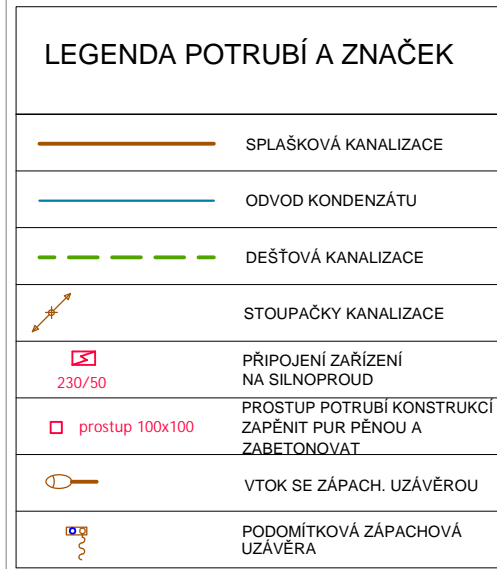 LEGENDA POTRUBÍ A ZNAČEK
SPLAŠKOVÁ KANALIZACE
ODVOD KONDENZÁTU
DEŠŤOVÁ KANALIZACE
STOUPAČKY KANALIZACE
230/50
PŘIPOJENÍ ZAŘÍZENÍ
NA SILNOPROUD
prostup 100x100
PROSTUP POTRUBÍ KONSTRUKCÍ
ZAPĚNIT PUR PĚNOU A
ZABETONOVAT
VTOK SE ZÁPACH. UZÁVĚROU
PODOMÍTKOVÁ ZÁPACHOVÁ
UZÁVĚRA